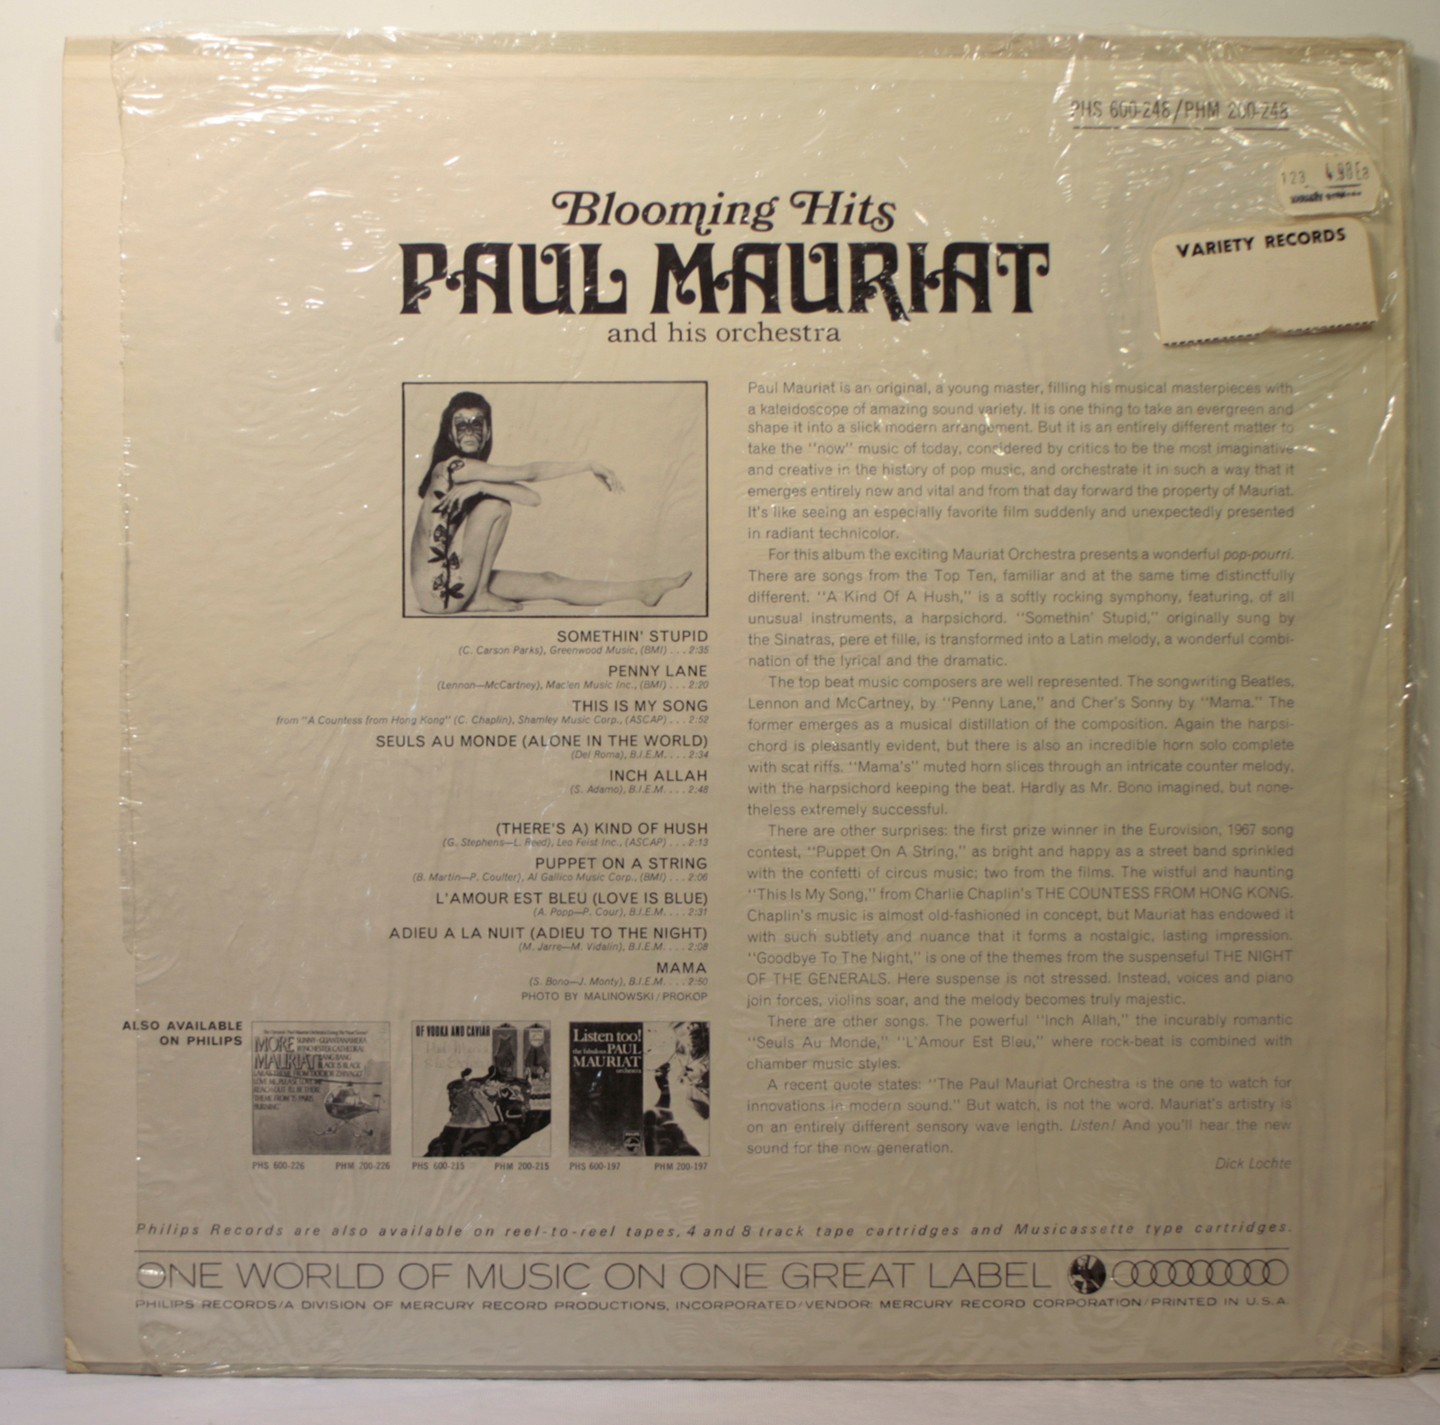 PHS 600-248/PHM 200-248
123 4.98Ea
VARIETY RECORDS
Blooming Hits
PAUL MAURIAT
and his orchestra
SOMETHIN' STUPID
(C. Carson Parks), Greenwood Music, (BMI) . . . 2:35
PENNY LANE
(Lennon—McCartney), Maclen Music Inc., (BMI) . . . 2:20
THIS IS MY SONG
from "A Countess from Hong Kong" (C. Chaplin), Shamley Music Corp., (ASCAP) . . . 2:52
SEULS AU MONDE (ALONE IN THE WORLD)
(Del Roma), B.I.E.M. . . . 2:34
INCH ALLAH
(S. Adamo), B.I.E.M. . . . 2:48
(THERE'S A) KIND OF HUSH
(G. Stephens—L. Reed), Leo Feist Inc., (ASCAP) . . . 2:13
PUPPET ON A STRING
(B. Martin—P. Coulter), Al Gallico Music Corp., (BMI) . . . 2:06
L'AMOUR EST BLEU (LOVE IS BLUE)
(A. Popp—P. Cour), B.I.E.M. . . . 2:31
ADIEU A LA NUIT (ADIEU TO THE NIGHT)
(M. Jarre—M. Vidalin), B.I.E.M. . . . 2:08
MAMA
(S. Bono—J. Monty), B.I.E.M. . . . 2:50
PHOTO BY MALINOWSKI/PROKOP
Paul Mauriat is an original, a young master, filling his musical masterpieces with
a kaleidoscope of amazing sound variety. It is one thing to take an evergreen and
shape it into a slick modern arrangement. But it is an entirely different matter to
take the "now" music of today, considered by critics to be the most imaginative
and creative in the history of pop music, and orchestrate it in such a way that it
emerges entirely new and vital and from that day forward the property of Mauriat.
It's like seeing an especially favorite film suddenly and unexpectedly presented
in radiant technicolor.
For this album the exciting Mauriat Orchestra presents a wonderful pop-pourri.
There are songs from the Top Ten, familiar and at the same time distinctfully
different. "A Kind Of A Hush," is a softly rocking symphony, featuring, of all
unusual instruments, a harpsichord. "Somethin' Stupid," originally sung by
the Sinatras, pere et fille, is transformed into a Latin melody, a wonderful combi-
nation of the lyrical and the dramatic.
The top beat music composers are well represented. The songwriting Beatles,
Lennon and McCartney, by "Penny Lane," and Cher's Sonny by "Mama." The
former emerges as a musical distillation of the composition. Again the harpsi-
chord is pleasantly evident, but there is also an incredible horn solo complete
with scat riffs. "Mama's" muted horn slices through an intricate counter melody,
with the harpsichord keeping the beat. Hardly as Mr. Bono imagined, but none-
theless extremely successful.
There are other surprises: the first prize winner in the Eurovision, 1967 song
contest, "Puppet On A String," as bright and happy as a street band sprinkled
with the confetti of circus music; two from the films. The wistful and haunting
"This Is My Song," from Charlie Chaplin's THE COUNTESS FROM HONG KONG.
Chaplin's music is almost old-fashioned in concept, but Mauriat has endowed it
with such subtlety and nuance that it forms a nostalgic, lasting impression.
"Goodbye To The Night," is one of the themes from the suspenseful THE NIGHT
OF THE GENERALS. Here suspense is not stressed. Instead, voices and piano
join forces, violins soar, and the melody becomes truly majestic.
There are other songs. The powerful "Inch Allah," the incurably romantic
"Seuls Au Monde," "L'Amour Est Bleu," where rock-beat is combined with
chamber music styles.
A recent quote states: "The Paul Mauriat Orchestra is the one to watch for
innovations in modern sound." But watch, is not the word. Mauriat's artistry is
on an entirely different sensory wave length. Listen! And you'll hear the new
sound for the now generation.
Dick Lochte
ALSO AVAILABLE
ON PHILIPS
MORE
MAURIAT
OF VODKA AND CAVIAR
Listen too!
the fabulous PAUL
MAURIAT
orchestra
PHS 600-226 PHM 200-226
PHS 600-215 PHM 200-215
PHS 600-197 PHM 200-197
Philips Records are also available on reel-to-reel tapes, 4 and 8 track tape cartridges and Musicassette type cartridges.
ONE WORLD OF MUSIC ON ONE GREAT LABEL
PHILIPS RECORDS/A DIVISION OF MERCURY RECORD PRODUCTIONS, INCORPORATED/VENDOR: MERCURY RECORD CORPORATION/PRINTED IN U.S.A.